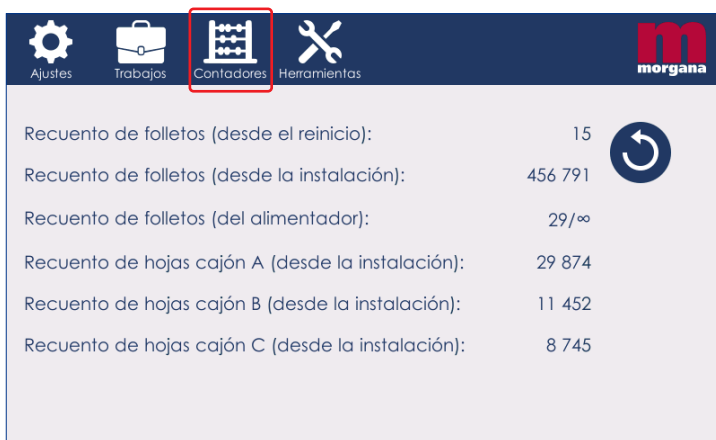 Ajustes Trabajos Contadores Herramientas
morgana
Recuento de folletos (desde el reinicio): 15
Recuento de folletos (desde la instalación): 456 791
Recuento de folletos (del alimentador): 29/∞
Recuento de hojas cajón A (desde la instalación): 29 874
Recuento de hojas cajón B (desde la instalación): 11 452
Recuento de hojas cajón C (desde la instalación): 8 745